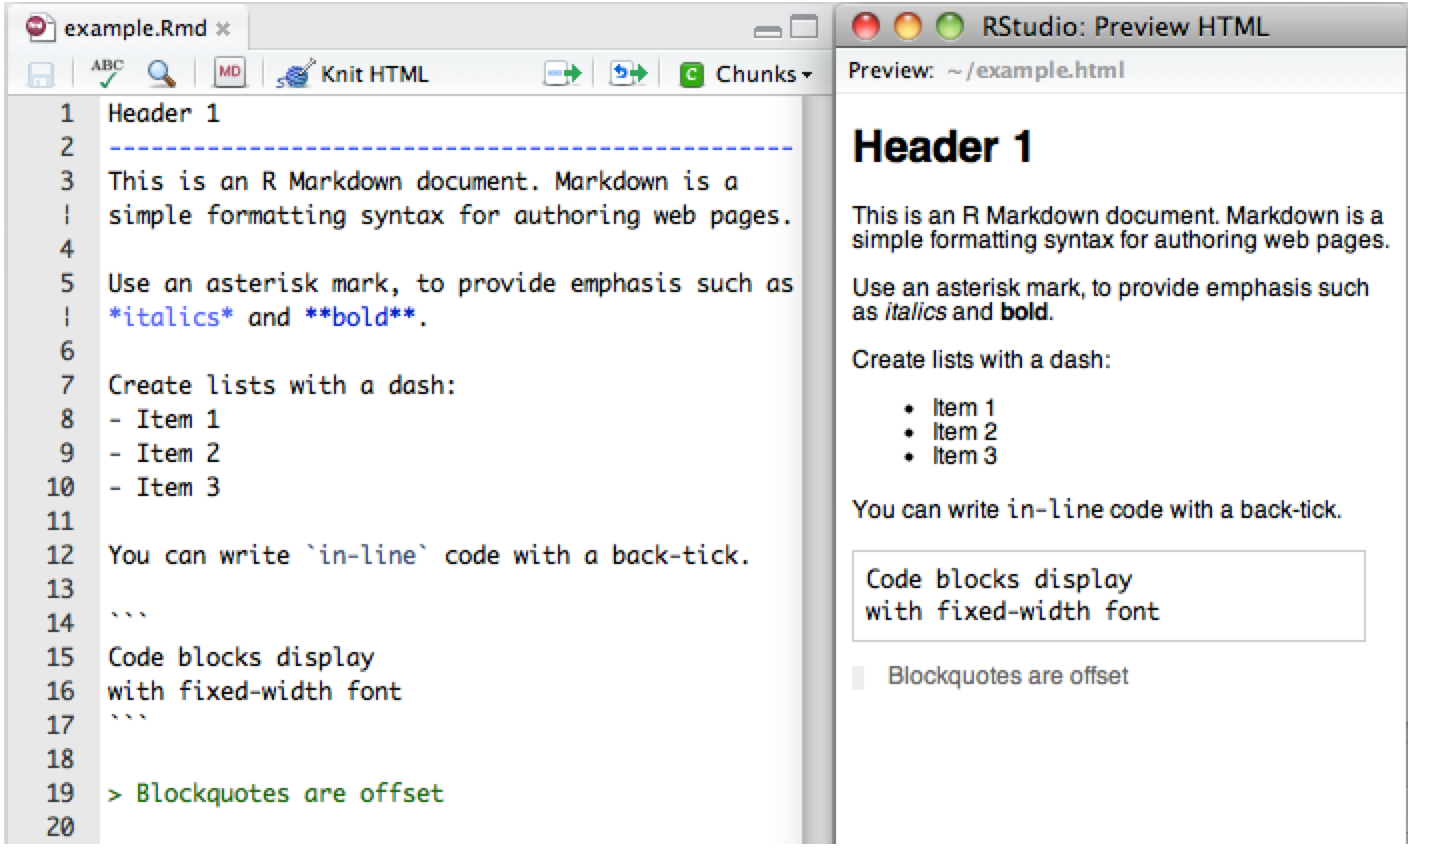 example.Rmd
ABC
MD
Knit HTML
C
Chunks
1 Header 1
2 -------------------------------------------------
3 This is an R Markdown document. Markdown is a
¦ simple formatting syntax for authoring web pages.
4
5 Use an asterisk mark, to provide emphasis such as
¦ *italics* and **bold**.
6
7 Create lists with a dash:
8 - Item 1
9 - Item 2
10 - Item 3
11
12 You can write `in-line` code with a back-tick.
13
14 ```
15 Code blocks display
16 with fixed-width font
17 ```
18
19 > Blockquotes are offset
20
RStudio: Preview HTML
Preview: ~/example.html
Header 1
This is an R Markdown document. Markdown is a
simple formatting syntax for authoring web pages.
Use an asterisk mark, to provide emphasis such
as italics and bold.
Create lists with a dash:
• Item 1
• Item 2
• Item 3
You can write in-line code with a back-tick.
Code blocks display
with fixed-width font
Blockquotes are offset